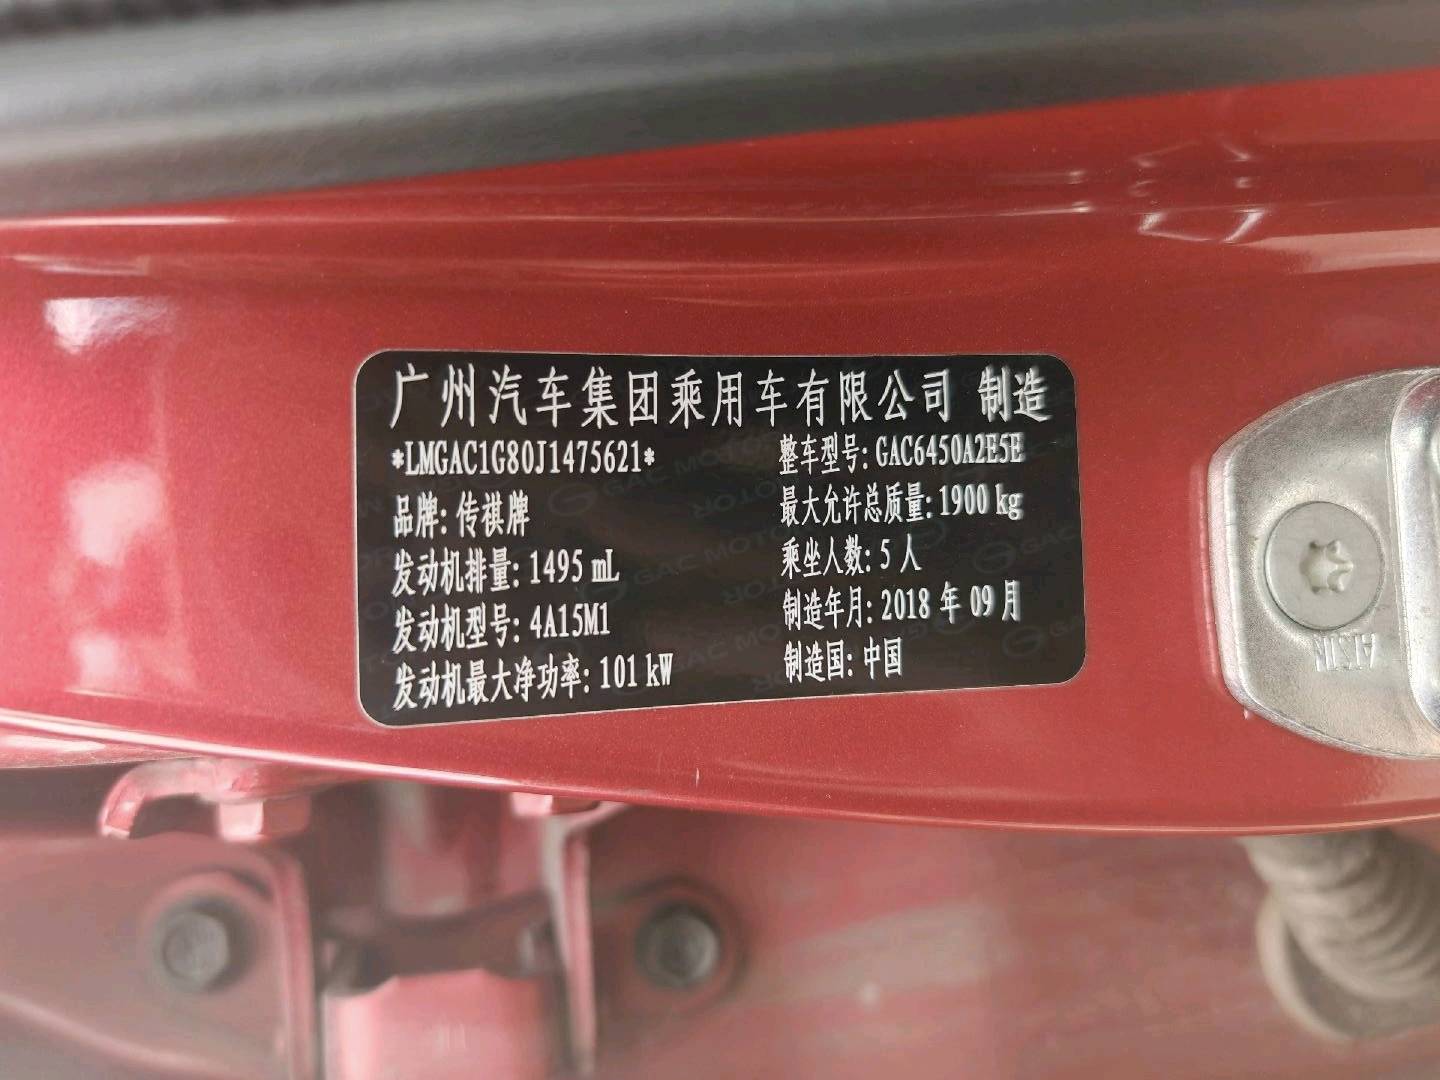 广州汽车集团乘用车有限公司 制造
*LMGAC1G80J1475621*
品牌: 传祺牌
发动机排量: 1495 mL
发动机型号: 4A15M1
发动机最大净功率: 101 kW
整车型号: GAC6450A2E5E
最大允许总质量: 1900 kg
乘坐人数: 5 人
制造年月: 2018 年 09 月
制造国: 中国
GAC MOTOR
AISIN